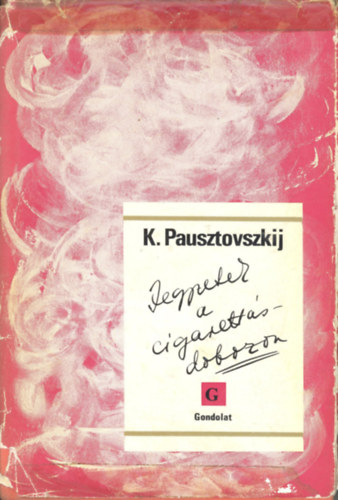 K. Pausztovszkij
Jegyzetek
a
cigarettás-
dobozon
G
Gondolat